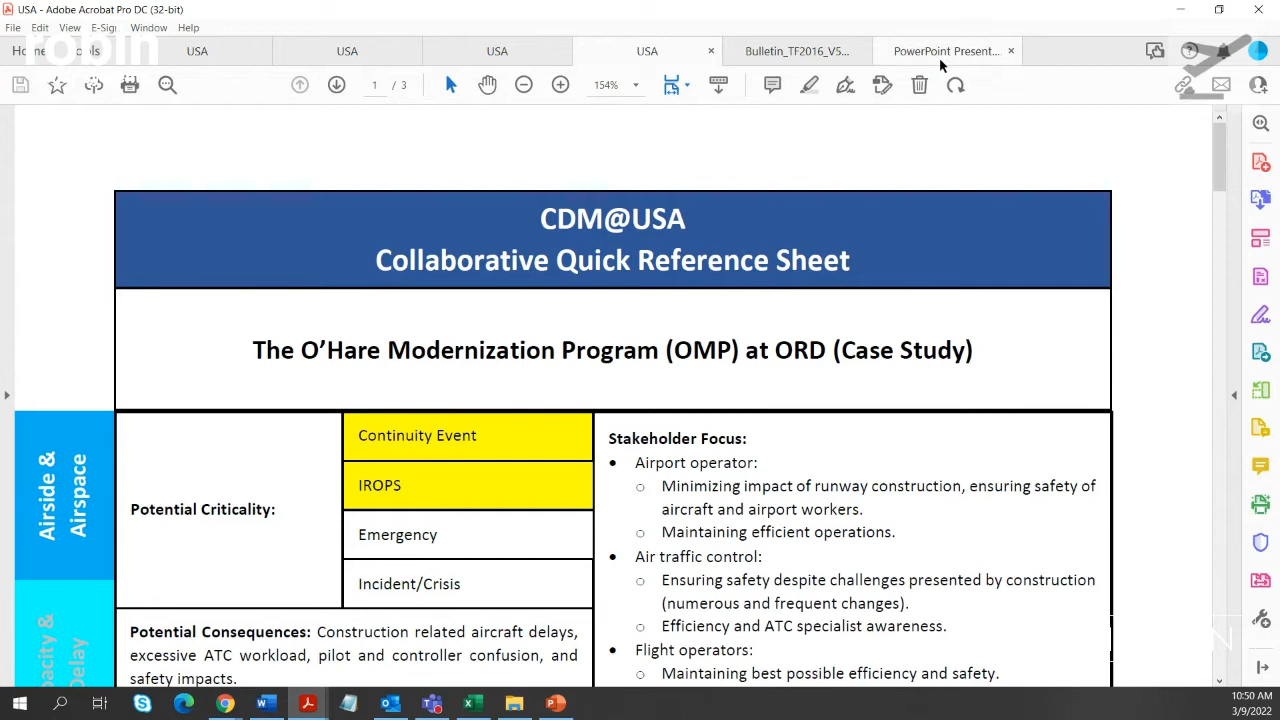 USA - Adobe Acrobat Pro DC (32-bit)
File Edit View E-Sign Window Help
robin
USA
USA
USA
USA
Bulletin_TF2016_V5...
PowerPoint Present...
1 / 3
154%
CDM@USA
Collaborative Quick Reference Sheet
The O’Hare Modernization Program (OMP) at ORD (Case Study)
Airside &
Airspace
Potential Criticality:
Continuity Event
IROPS
Emergency
Incident/Crisis
Potential Consequences: Construction related aircraft delays,
excessive ATC workload, pilot and controller confusion, and
safety impacts.
Stakeholder Focus:
• Airport operator:
○ Minimizing impact of runway construction, ensuring safety of
aircraft and airport workers.
○ Maintaining efficient operations.
• Air traffic control:
○ Ensuring safety despite challenges presented by construction
(numerous and frequent changes).
○ Efficiency and ATC specialist awareness.
• Flight operators:
○ Maintaining best possible efficiency and safety.
Delay
10:50 AM
3/9/2022